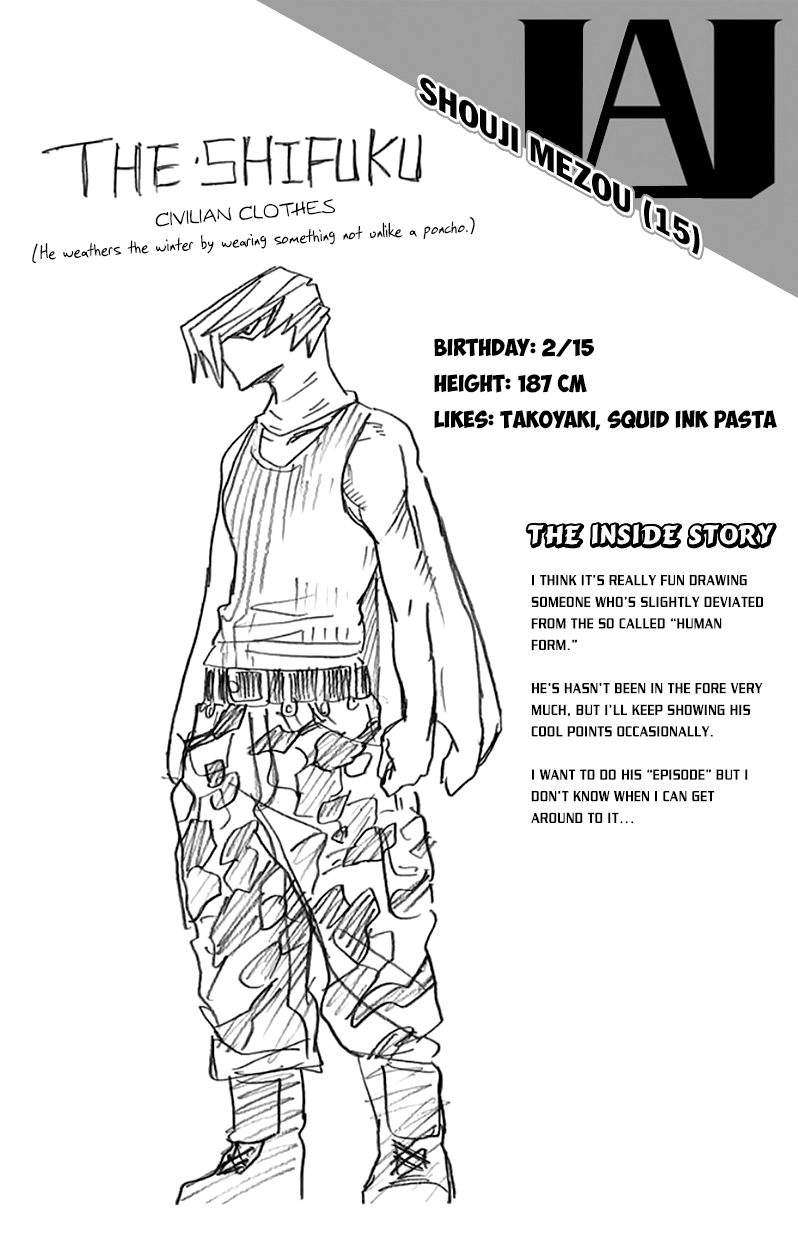 UA
SHOUJI MEZOU (15)
THE·SHIFUKU
CIVILIAN CLOTHES
(He weathers the winter by wearing something not unlike a poncho.)
BIRTHDAY: 2/15
HEIGHT: 187 CM
LIKES: TAKOYAKI, SQUID INK PASTA
THE INSIDE STORY
I THINK IT'S REALLY FUN DRAWING
SOMEONE WHO'S SLIGHTLY DEVIATED
FROM THE SO CALLED "HUMAN
FORM."
HE'S HASN'T BEEN IN THE FORE VERY
MUCH, BUT I'LL KEEP SHOWING HIS
COOL POINTS OCCASIONALLY.
I WANT TO DO HIS "EPISODE" BUT I
DON'T KNOW WHEN I CAN GET
AROUND TO IT...